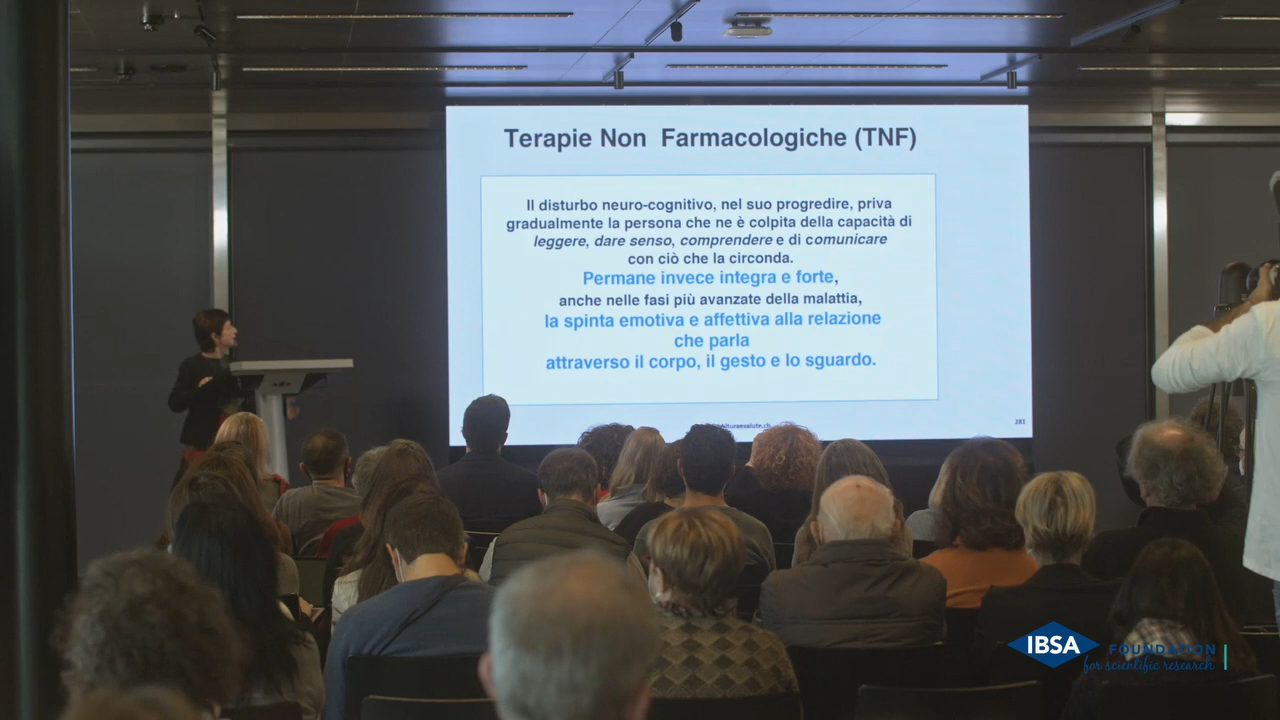 Terapie Non Farmacologiche (TNF)
Il disturbo neuro-cognitivo, nel suo progredire, priva
gradualmente la persona che ne è colpita della capacità di
leggere, dare senso, comprendere e di comunicare
con ciò che la circonda.
Permane invece integra e forte,
anche nelle fasi più avanzate della malattia,
la spinta emotiva e affettiva alla relazione
che parla
attraverso il corpo, il gesto e lo sguardo.
IBSA FOUNDATION
for scientific research